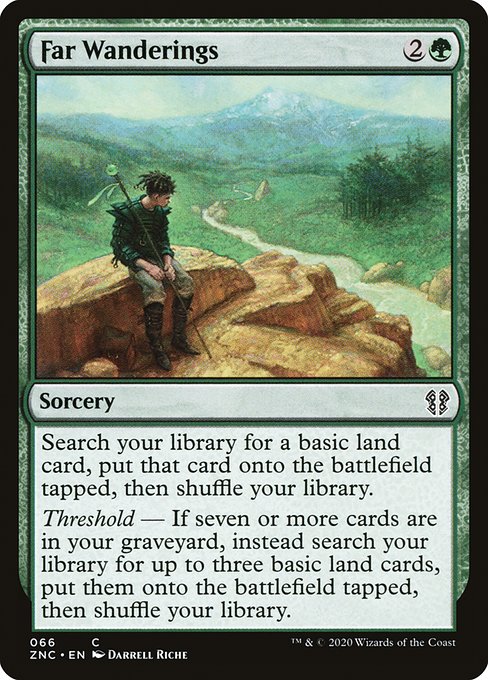 Far Wanderings 2
Sorcery
Search your library for a basic land
card, put that card onto the battlefield
tapped, then shuffle your library.
Threshold — If seven or more cards are
in your graveyard, instead search your
library for up to three basic land cards,
put them onto the battlefield tapped,
then shuffle your library.
066 C
ZNC • EN Darrell Riche
™ & © 2020 Wizards of the Coast